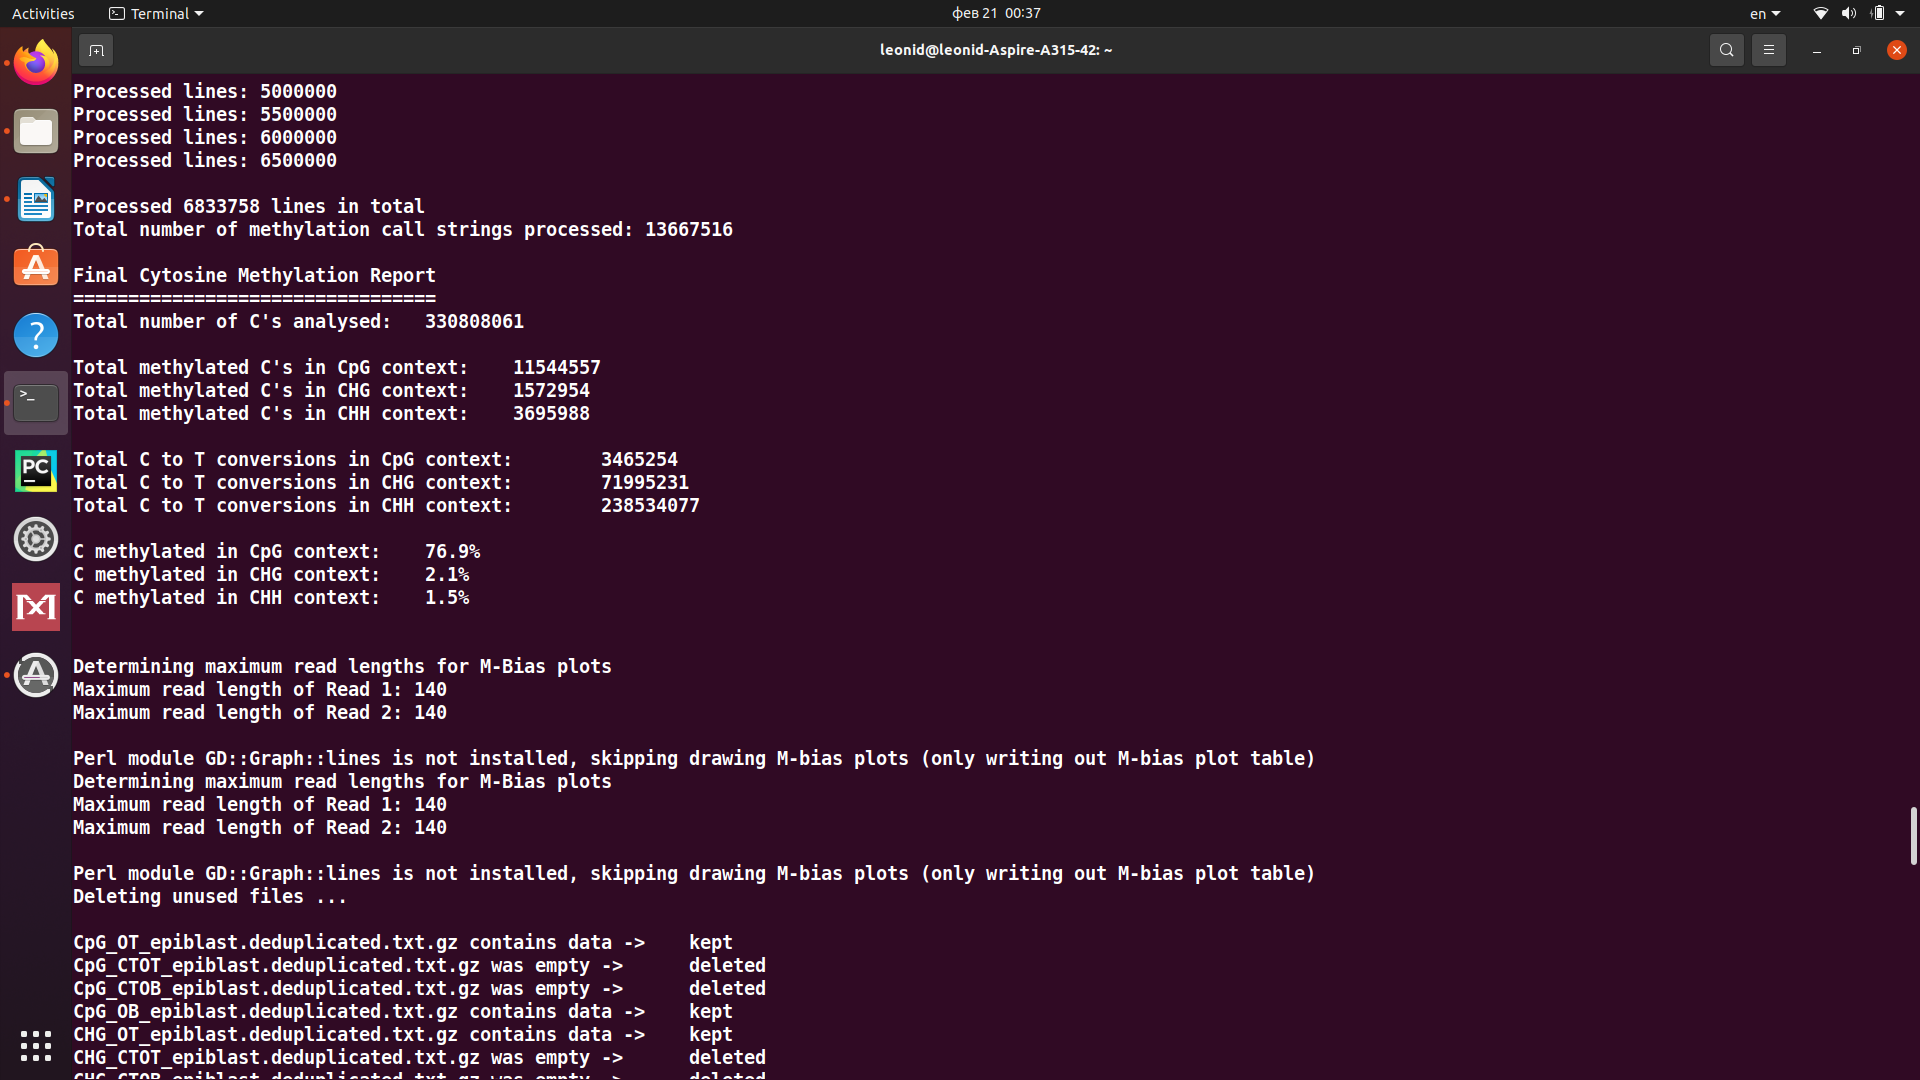 Activities
Terminal
фев 21 00:37
en
leonid@leonid-Aspire-A315-42: ~
Processed lines: 5000000
Processed lines: 5500000
Processed lines: 6000000
Processed lines: 6500000
Processed 6833758 lines in total
Total number of methylation call strings processed: 13667516
Final Cytosine Methylation Report
=================================
Total number of C's analysed: 330808061
Total methylated C's in CpG context: 11544557
Total methylated C's in CHG context: 1572954
Total methylated C's in CHH context: 3695988
Total C to T conversions in CpG context: 3465254
Total C to T conversions in CHG context: 71995231
Total C to T conversions in CHH context: 238534077
C methylated in CpG context: 76.9%
C methylated in CHG context: 2.1%
C methylated in CHH context: 1.5%
Determining maximum read lengths for M-Bias plots
Maximum read length of Read 1: 140
Maximum read length of Read 2: 140
Perl module GD::Graph::lines is not installed, skipping drawing M-bias plots (only writing out M-bias plot table)
Determining maximum read lengths for M-Bias plots
Maximum read length of Read 1: 140
Maximum read length of Read 2: 140
Perl module GD::Graph::lines is not installed, skipping drawing M-bias plots (only writing out M-bias plot table)
Deleting unused files ...
CpG_OT_epiblast.deduplicated.txt.gz contains data -> kept
CpG_CTOT_epiblast.deduplicated.txt.gz was empty -> deleted
CpG_CTOB_epiblast.deduplicated.txt.gz was empty -> deleted
CpG_OB_epiblast.deduplicated.txt.gz contains data -> kept
CHG_OT_epiblast.deduplicated.txt.gz contains data -> kept
CHG_CTOT_epiblast.deduplicated.txt.gz was empty -> deleted
CHG_CTOB_epiblast.deduplicated.txt.gz was empty -> deleted
PC